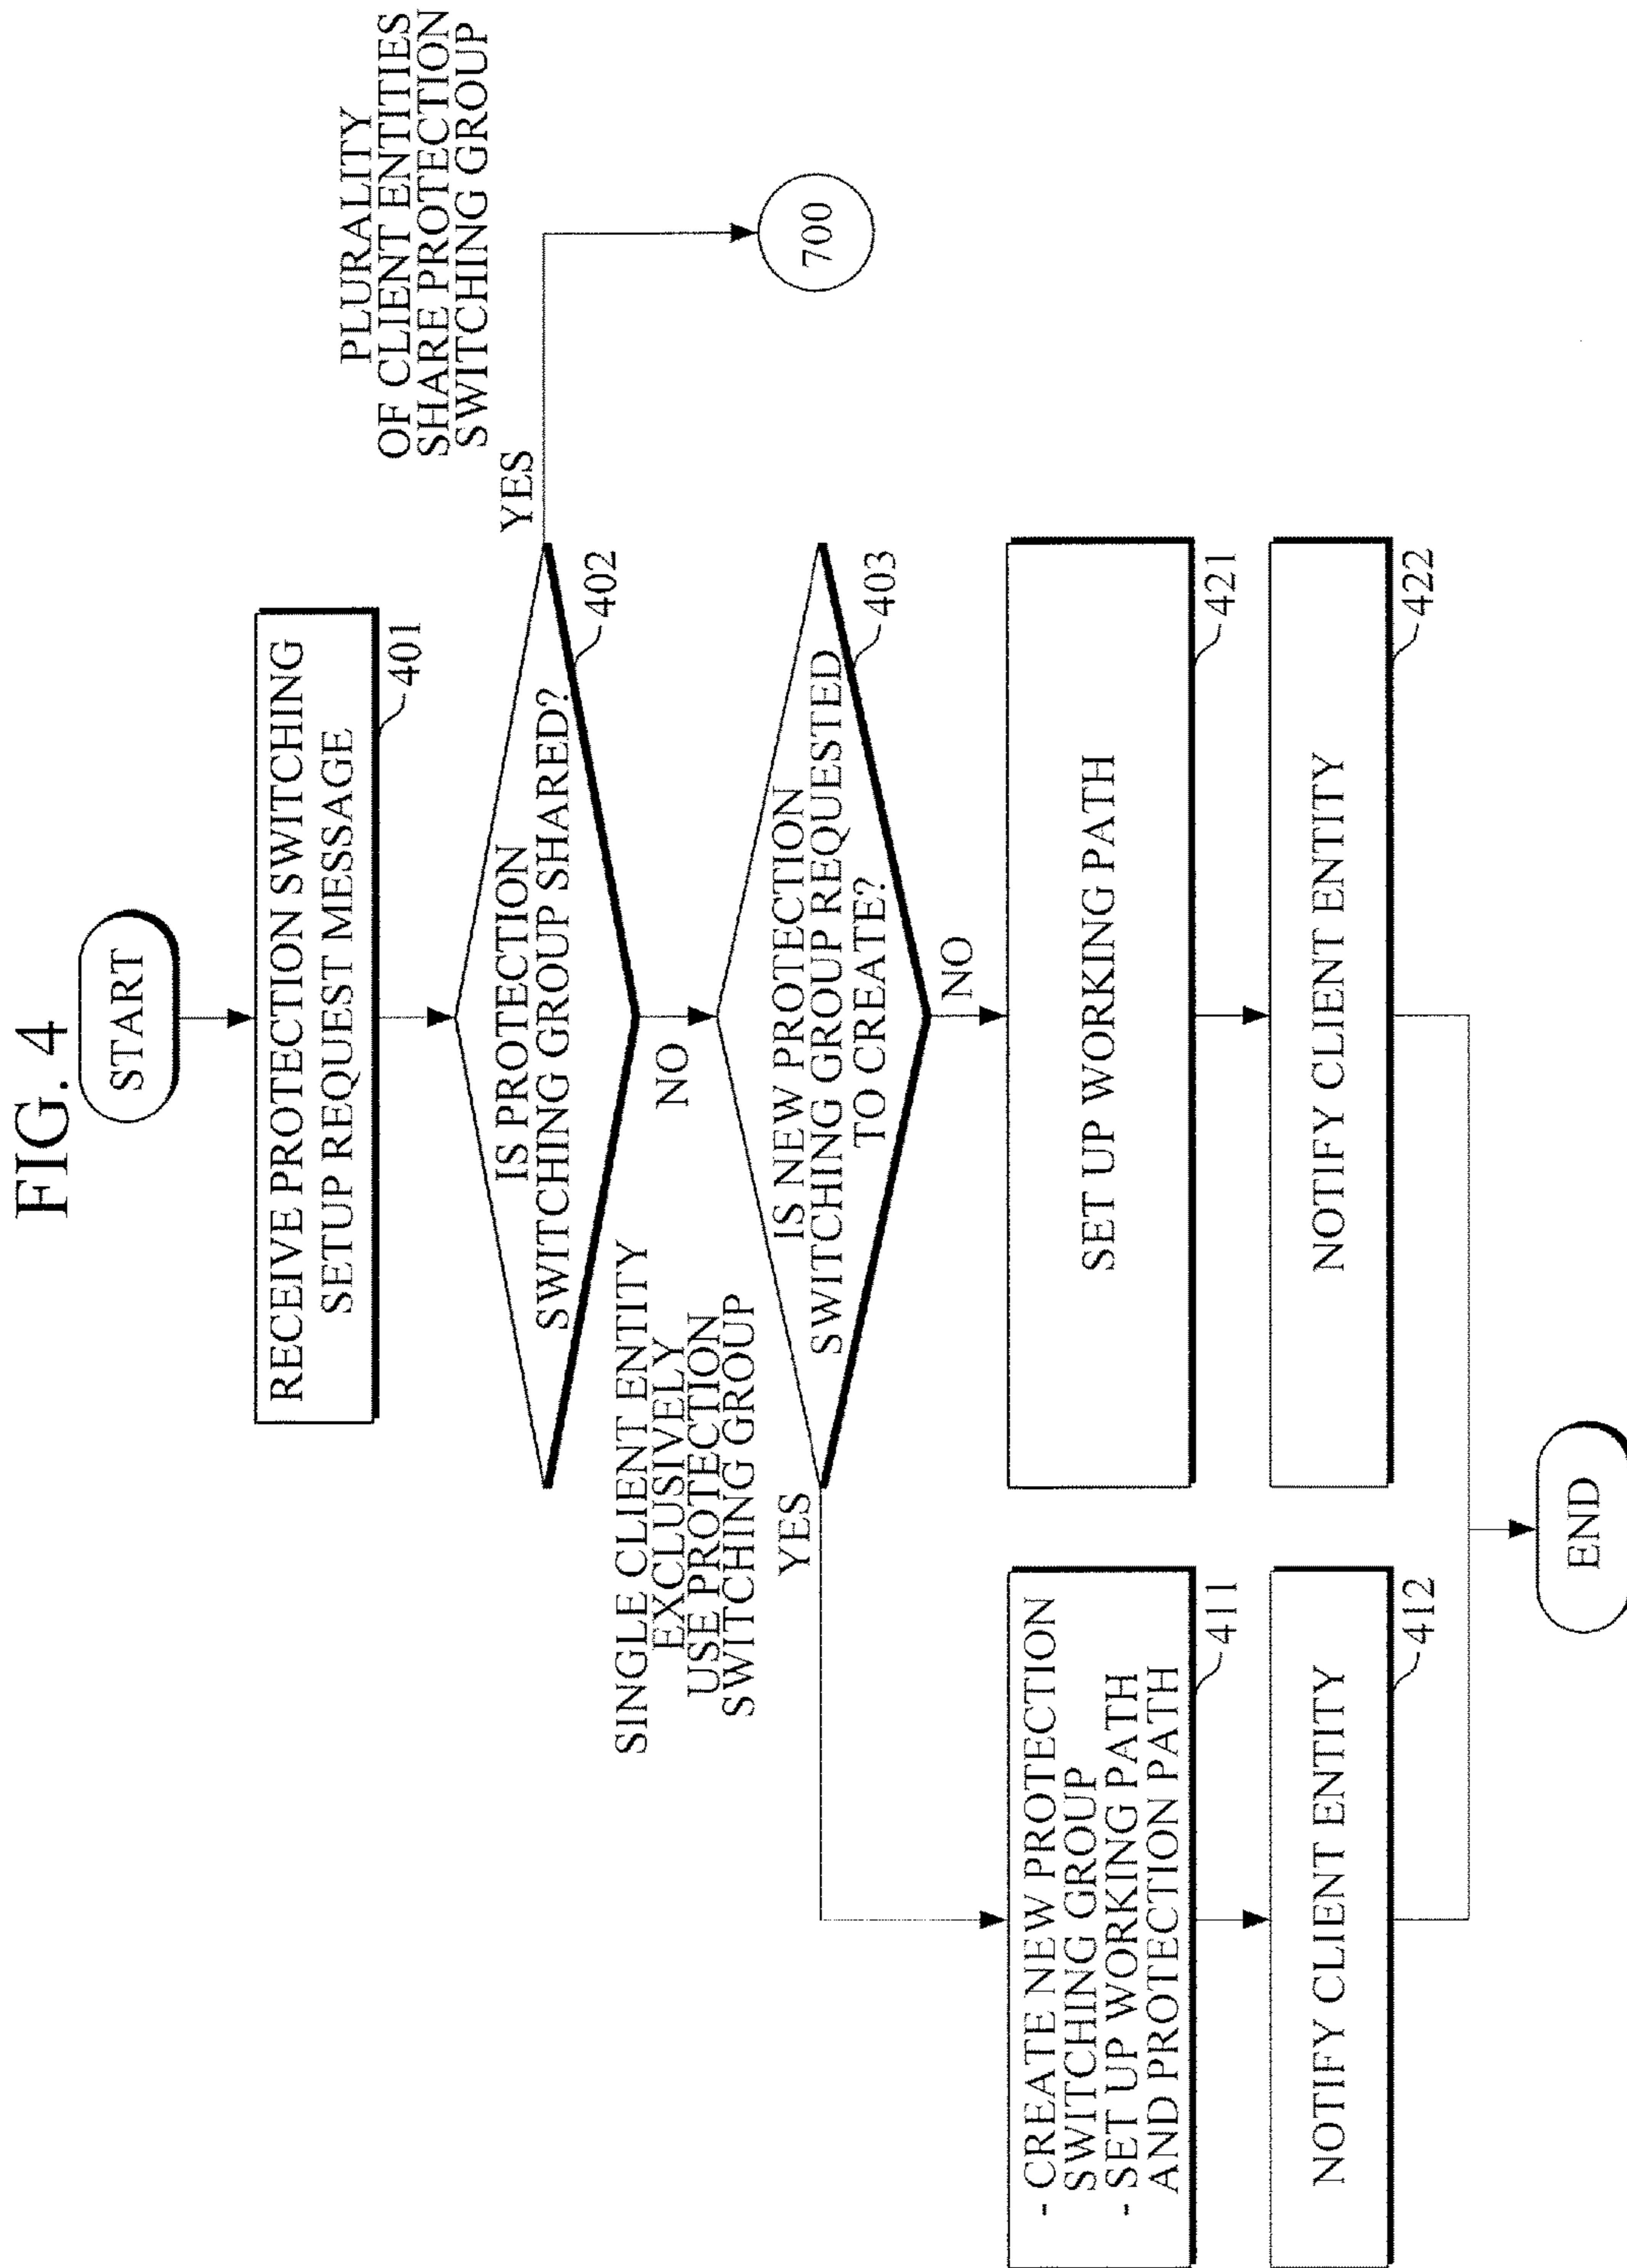 FIG. 4
START
RECEIVE PROTECTION SWITCHING
SETUP REQUEST MESSAGE
401
IS PROTECTION
SWITCHING GROUP SHARED?
402
YES
PLURALITY
OF CLIENT ENTITIES
SHARE PROTECTION
SWITCHING GROUP
700
NO
SINGLE CLIENT ENTITY
EXCLUSIVELY
USE PROTECTION
SWITCHING GROUP
IS NEW PROTECTION
SWITCHING GROUP REQUESTED
TO CREATE?
403
YES
NO
- CREATE NEW PROTECTION
SWITCHING GROUP
- SET UP WORKING PATH
AND PROTECTION PATH
411
SET UP WORKING PATH
421
NOTIFY CLIENT ENTITY
412
NOTIFY CLIENT ENTITY
422
END